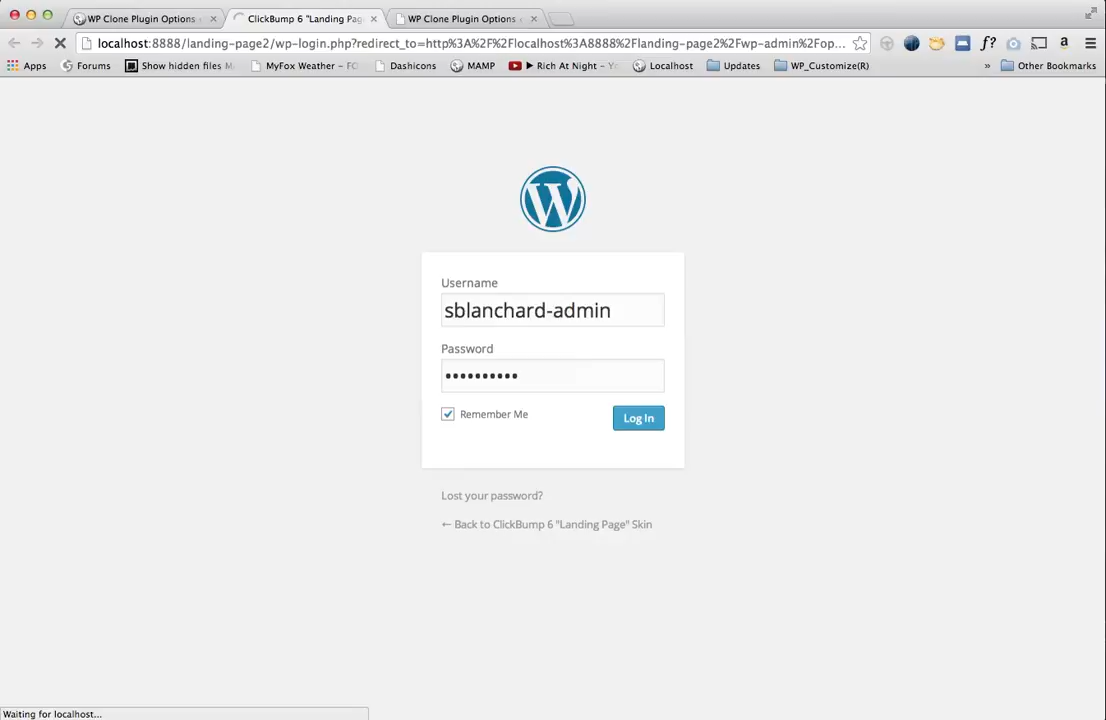 WP Clone Plugin Options
ClickBump 6 "Landing Pag
WP Clone Plugin Options
localhost:8888/landing-page2/wp-login.php?redirect_to=http%3A%2F%2Flocalhost%3A8888%2Flanding-page2%2Fwp-admin%2Fop...
f?
a
Apps
Forums
Show hidden files M
MyFox Weather – FO
Dashicons
MAMP
▶ Rich At Night – Yo
Localhost
Updates
WP_Customize(R)
»
Other Bookmarks
W
Username
sblanchard-admin
Password
••••••••••
Remember Me
Log In
Lost your password?
← Back to ClickBump 6 "Landing Page" Skin
Waiting for localhost...